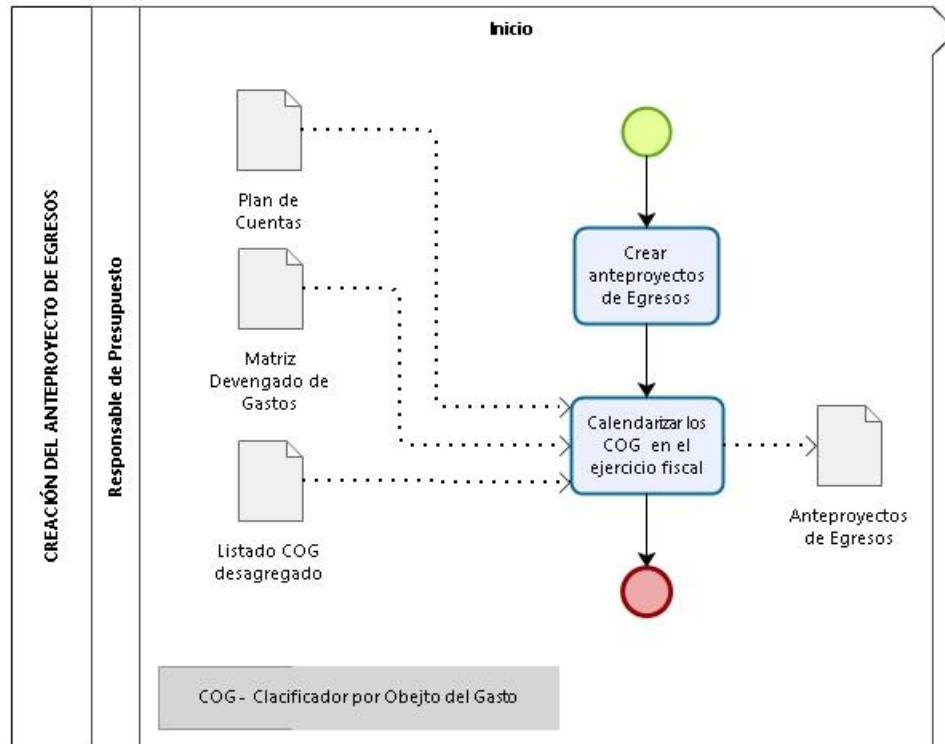 CREACIÓN DEL ANTEPROYECTO DE EGRESOS
Responsable de Presupuesto
Inicio
Plan de
Cuentas
Matriz
Devengado de
Gastos
Listado COG
desagregado
Crear
anteproyectos
de Egresos
Calendarizar los
COG en el
ejercicio fiscal
Anteproyectos
de Egresos
COG - Clacificador por Obejto del Gasto